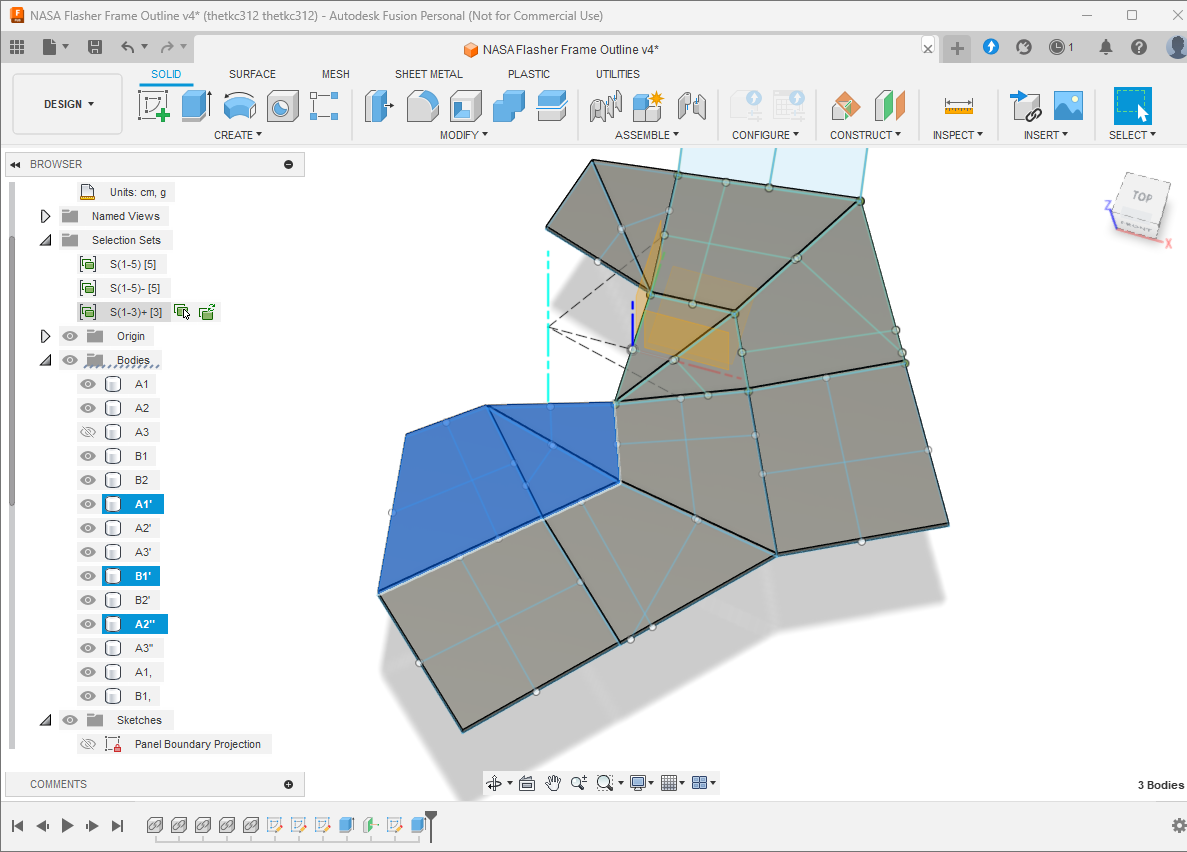 NASA Flasher Frame Outline v4* (thetkc312 thetkc312) - Autodesk Fusion Personal (Not for Commercial Use)
NASA Flasher Frame Outline v4*
1
SOLID SURFACE MESH SHEET METAL PLASTIC UTILITIES
DESIGN
CREATE MODIFY ASSEMBLE CONFIGURE CONSTRUCT INSPECT INSERT SELECT
BROWSER
Units: cm, g
Named Views
Selection Sets
S(1-5) [5]
S(1-5)- [5]
S(1-3)+ [3]
Origin
Bodies
A1
A2
A3
B1
B2
A1'
A2'
A3'
B1'
B2'
A2"
A3"
A1,
B1,
Sketches
Panel Boundary Projection
TOP
FRONT
Z
X
COMMENTS
3 Bodies